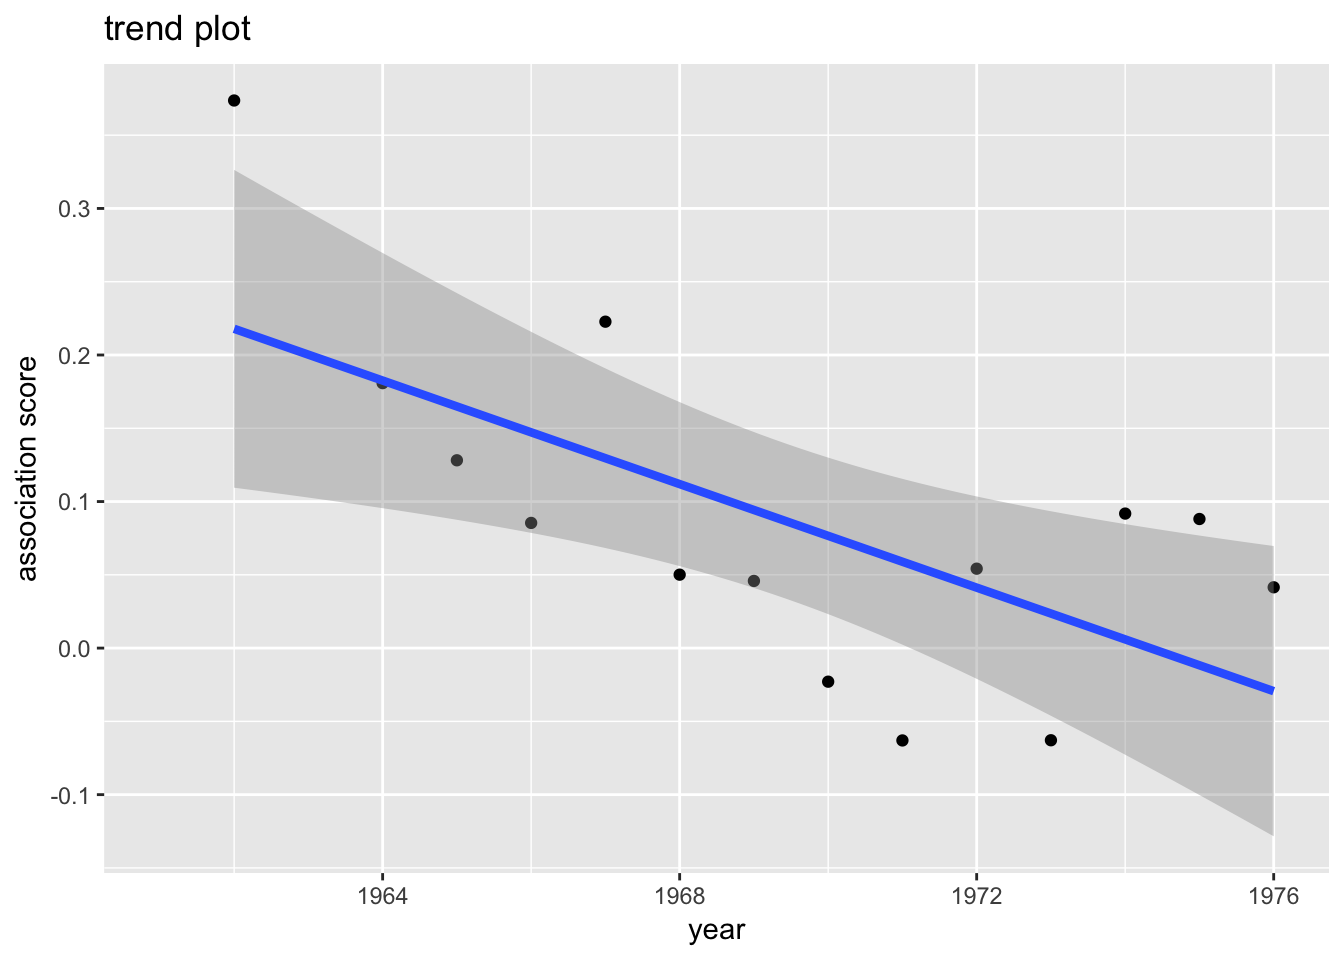 trend plot
association score
0.3
0.2
0.1
0.0
-0.1
1964 1968 1972 1976
year